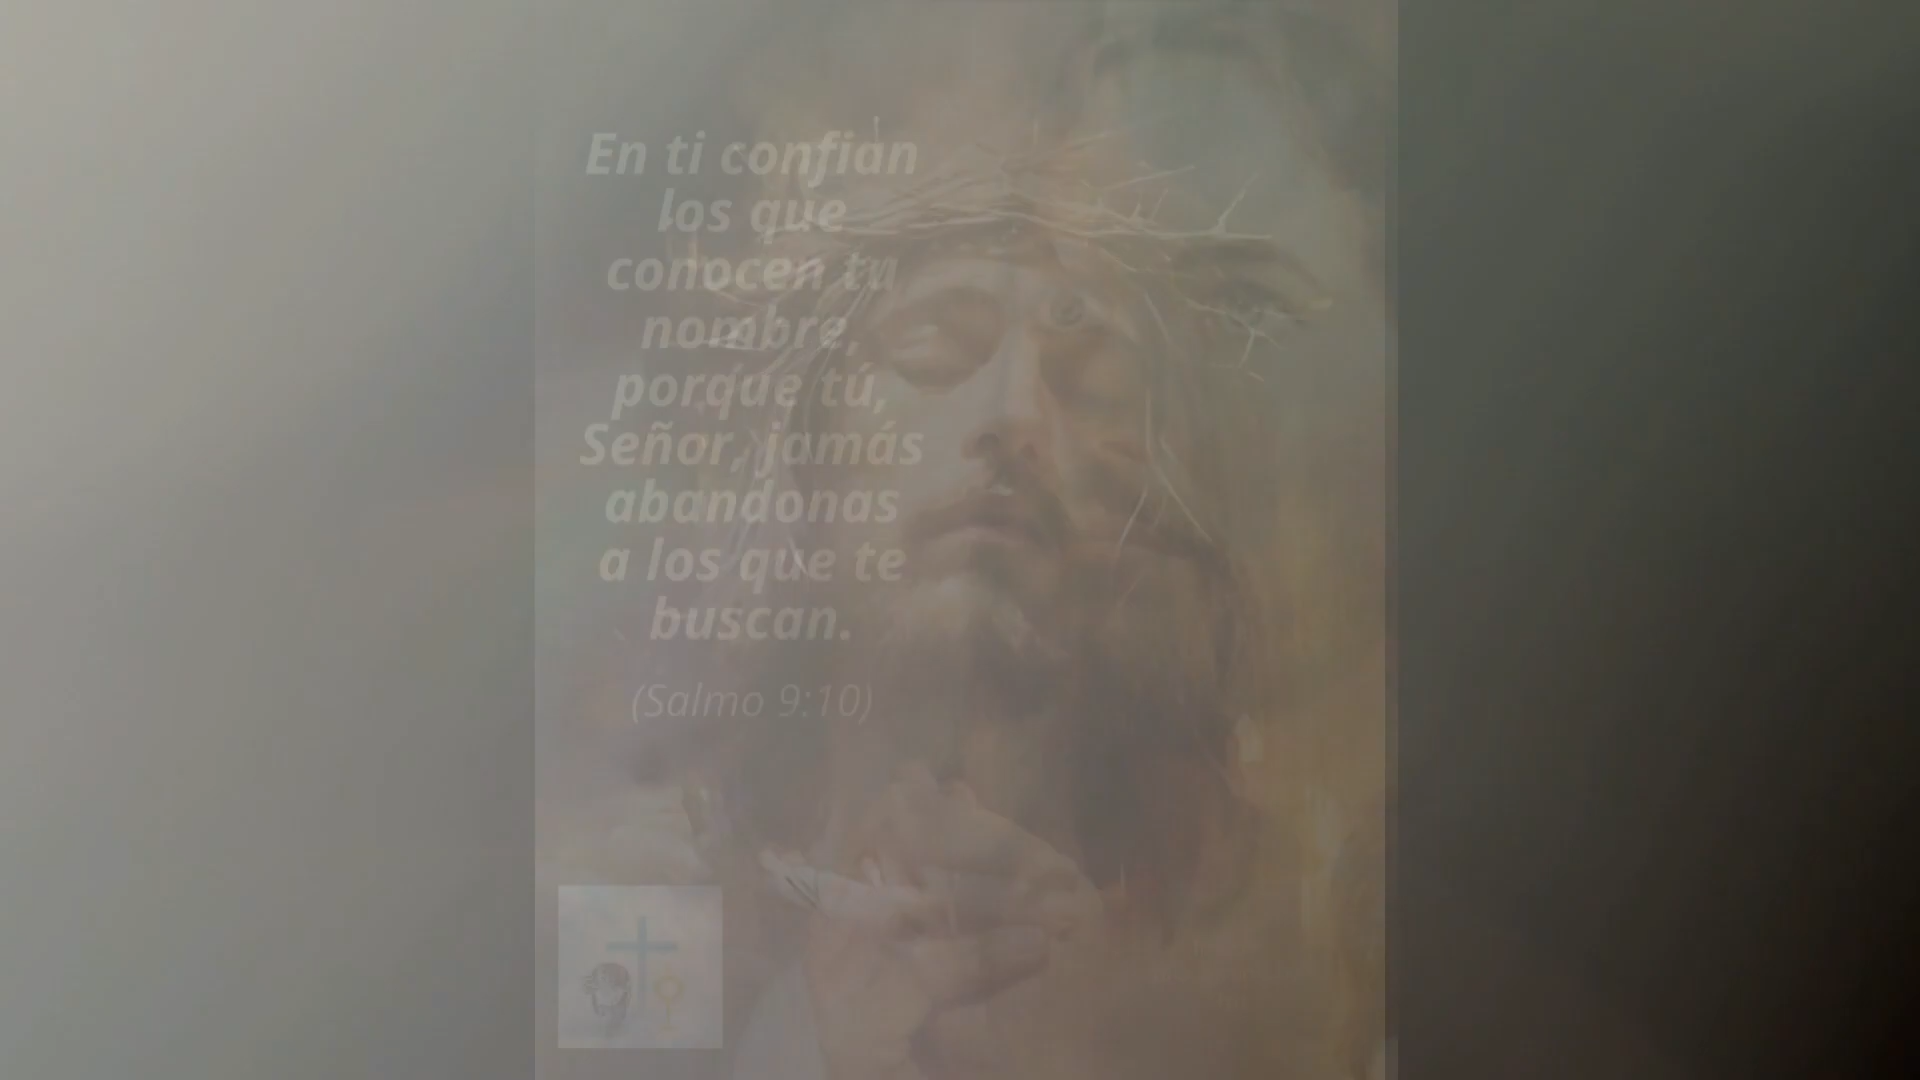 En ti confían
los que
conocen tu
nombre,
porque tú,
Señor, jamás
abandonas
a los que te
buscan.
(Salmo 9:10)